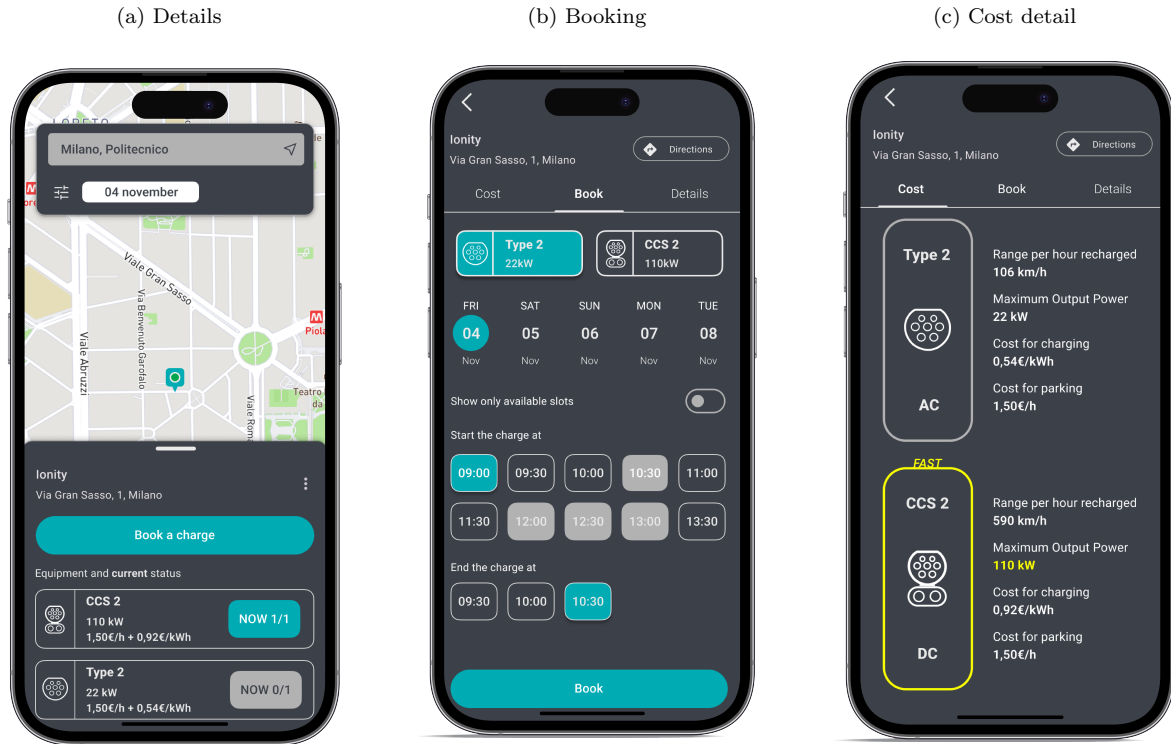 (a) Details
LORETO
Milano, Politecnico
04 november
Viale Gran Sasso
Via Benvenuto Garofalo
Viale Abruzzi
M
Piola
Teatro
da
Viale Roma
Ionity
Via Gran Sasso, 1, Milano
Book a charge
Equipment and current status
CCS 2
110 kW
1,50€/h + 0,92€/kWh
NOW 1/1
Type 2
22 kW
1,50€/h + 0,54€/kWh
NOW 0/1
(b) Booking
Ionity
Via Gran Sasso, 1, Milano
Directions
Cost Book Details
Type 2
22kW
CCS 2
110kW
FRI SAT SUN MON TUE
04 05 06 07 08
Nov Nov Nov Nov Nov
Show only available slots
Start the charge at
09:00 09:30 10:00 10:30 11:00
11:30 12:00 12:30 13:00 13:30
End the charge at
09:30 10:00 10:30
Book
(c) Cost detail
Ionity
Via Gran Sasso, 1, Milano
Directions
Cost Book Details
Type 2
AC
Range per hour recharged
106 km/h
Maximum Output Power
22 kW
Cost for charging
0,54€/kWh
Cost for parking
1,50€/h
FAST
CCS 2
DC
Range per hour recharged
590 km/h
Maximum Output Power
110 kW
Cost for charging
0,92€/kWh
Cost for parking
1,50€/h